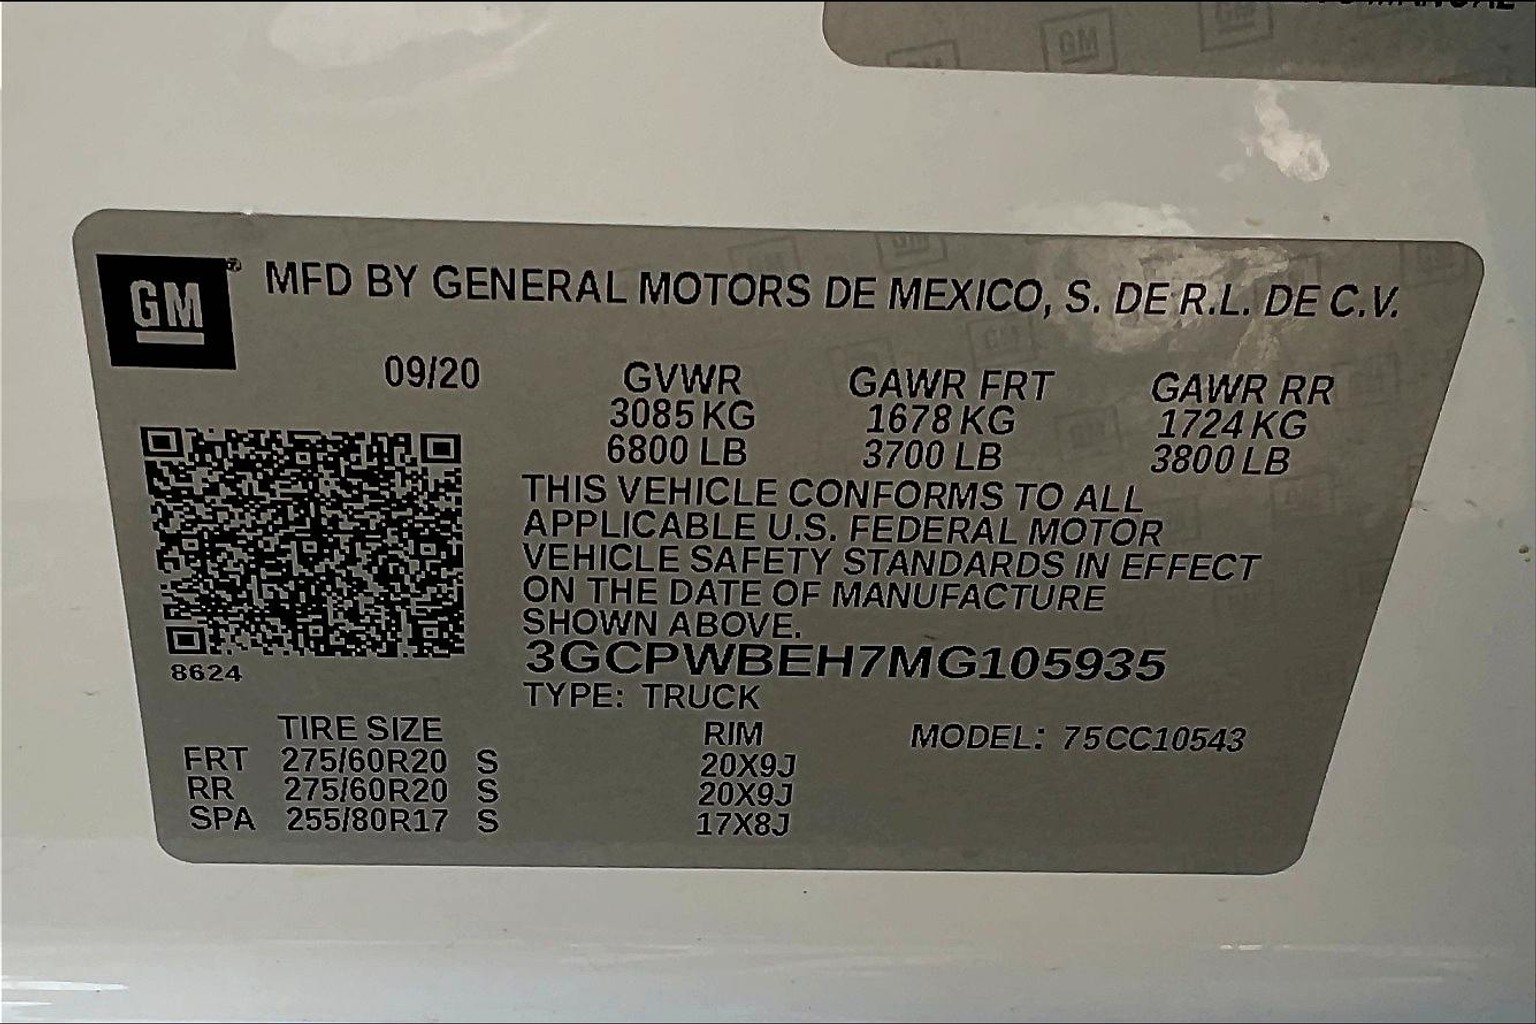 GM MFD BY GENERAL MOTORS DE MEXICO, S. DE R.L. DE C.V.
09/20 GVWR GAWR FRT GAWR RR
3085 KG 1678 KG 1724 KG
6800 LB 3700 LB 3800 LB
THIS VEHICLE CONFORMS TO ALL
APPLICABLE U.S. FEDERAL MOTOR
VEHICLE SAFETY STANDARDS IN EFFECT
ON THE DATE OF MANUFACTURE
SHOWN ABOVE.
3GCPWBEH7MG105935
8624
TYPE: TRUCK
TIRE SIZE RIM MODEL: 75CC10543
FRT 275/60R20 S 20X9J
RR 275/60R20 S 20X9J
SPA 255/80R17 S 17X8J